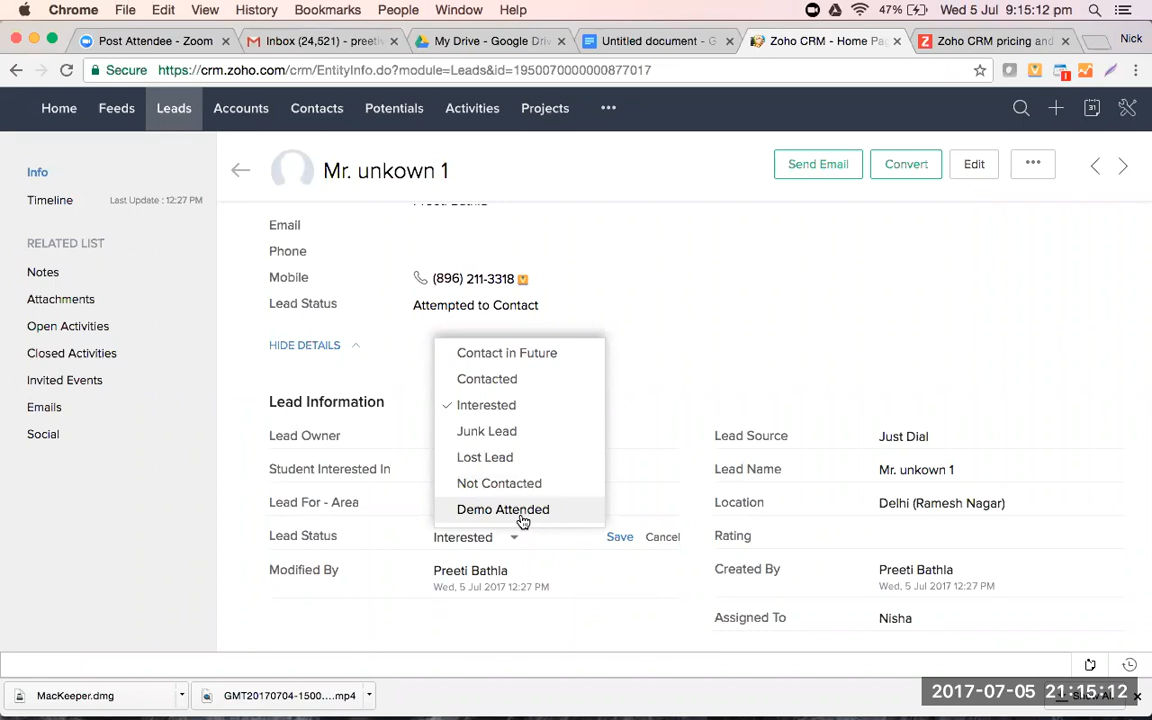 Chrome File Edit View History Bookmarks People Window Help 47% Wed 5 Jul 9:15:12 pm
Post Attendee - Zoom Inbox (24,521) - preetiv My Drive - Google Driv Untitled document - G Zoho CRM - Home Pag Zoho CRM pricing and Nick
Secure https://crm.zoho.com/crm/EntityInfo.do?module=Leads&id=1950070000000877017
Home Feeds Leads Accounts Contacts Potentials Activities Projects 31
Mr. unkown 1 Send Email Convert Edit
Info
Timeline Last Update : 12:27 PM
RELATED LIST
Notes
Attachments
Open Activities
Closed Activities
Invited Events
Emails
Social
Preeti Bathla
Email
Phone
Mobile (896) 211-3318
Lead Status Attempted to Contact
HIDE DETAILS
Contact in Future
Contacted
Interested
Junk Lead
Lost Lead
Not Contacted
Demo Attended
Lead Information
Lead Owner Lead Source Just Dial
Student Interested In Lead Name Mr. unkown 1
Lead For - Area Location Delhi (Ramesh Nagar)
Lead Status Interested Save Cancel Rating
Modified By Preeti Bathla Created By Preeti Bathla
Wed, 5 Jul 2017 12:27 PM Wed, 5 Jul 2017 12:27 PM
Assigned To Nisha
MacKeeper.dmg GMT20170704-1500....mp4 Show All
2017-07-05 21:15:12